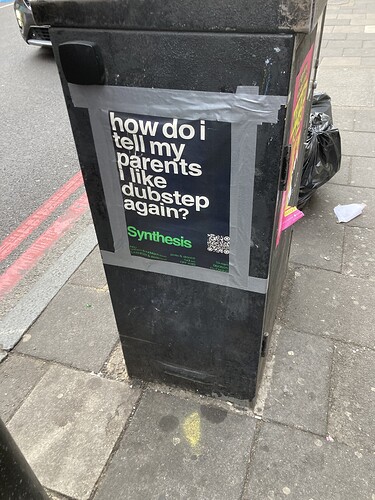 how do i
tell my
parents
I like
dubstep
again?
Synthesis